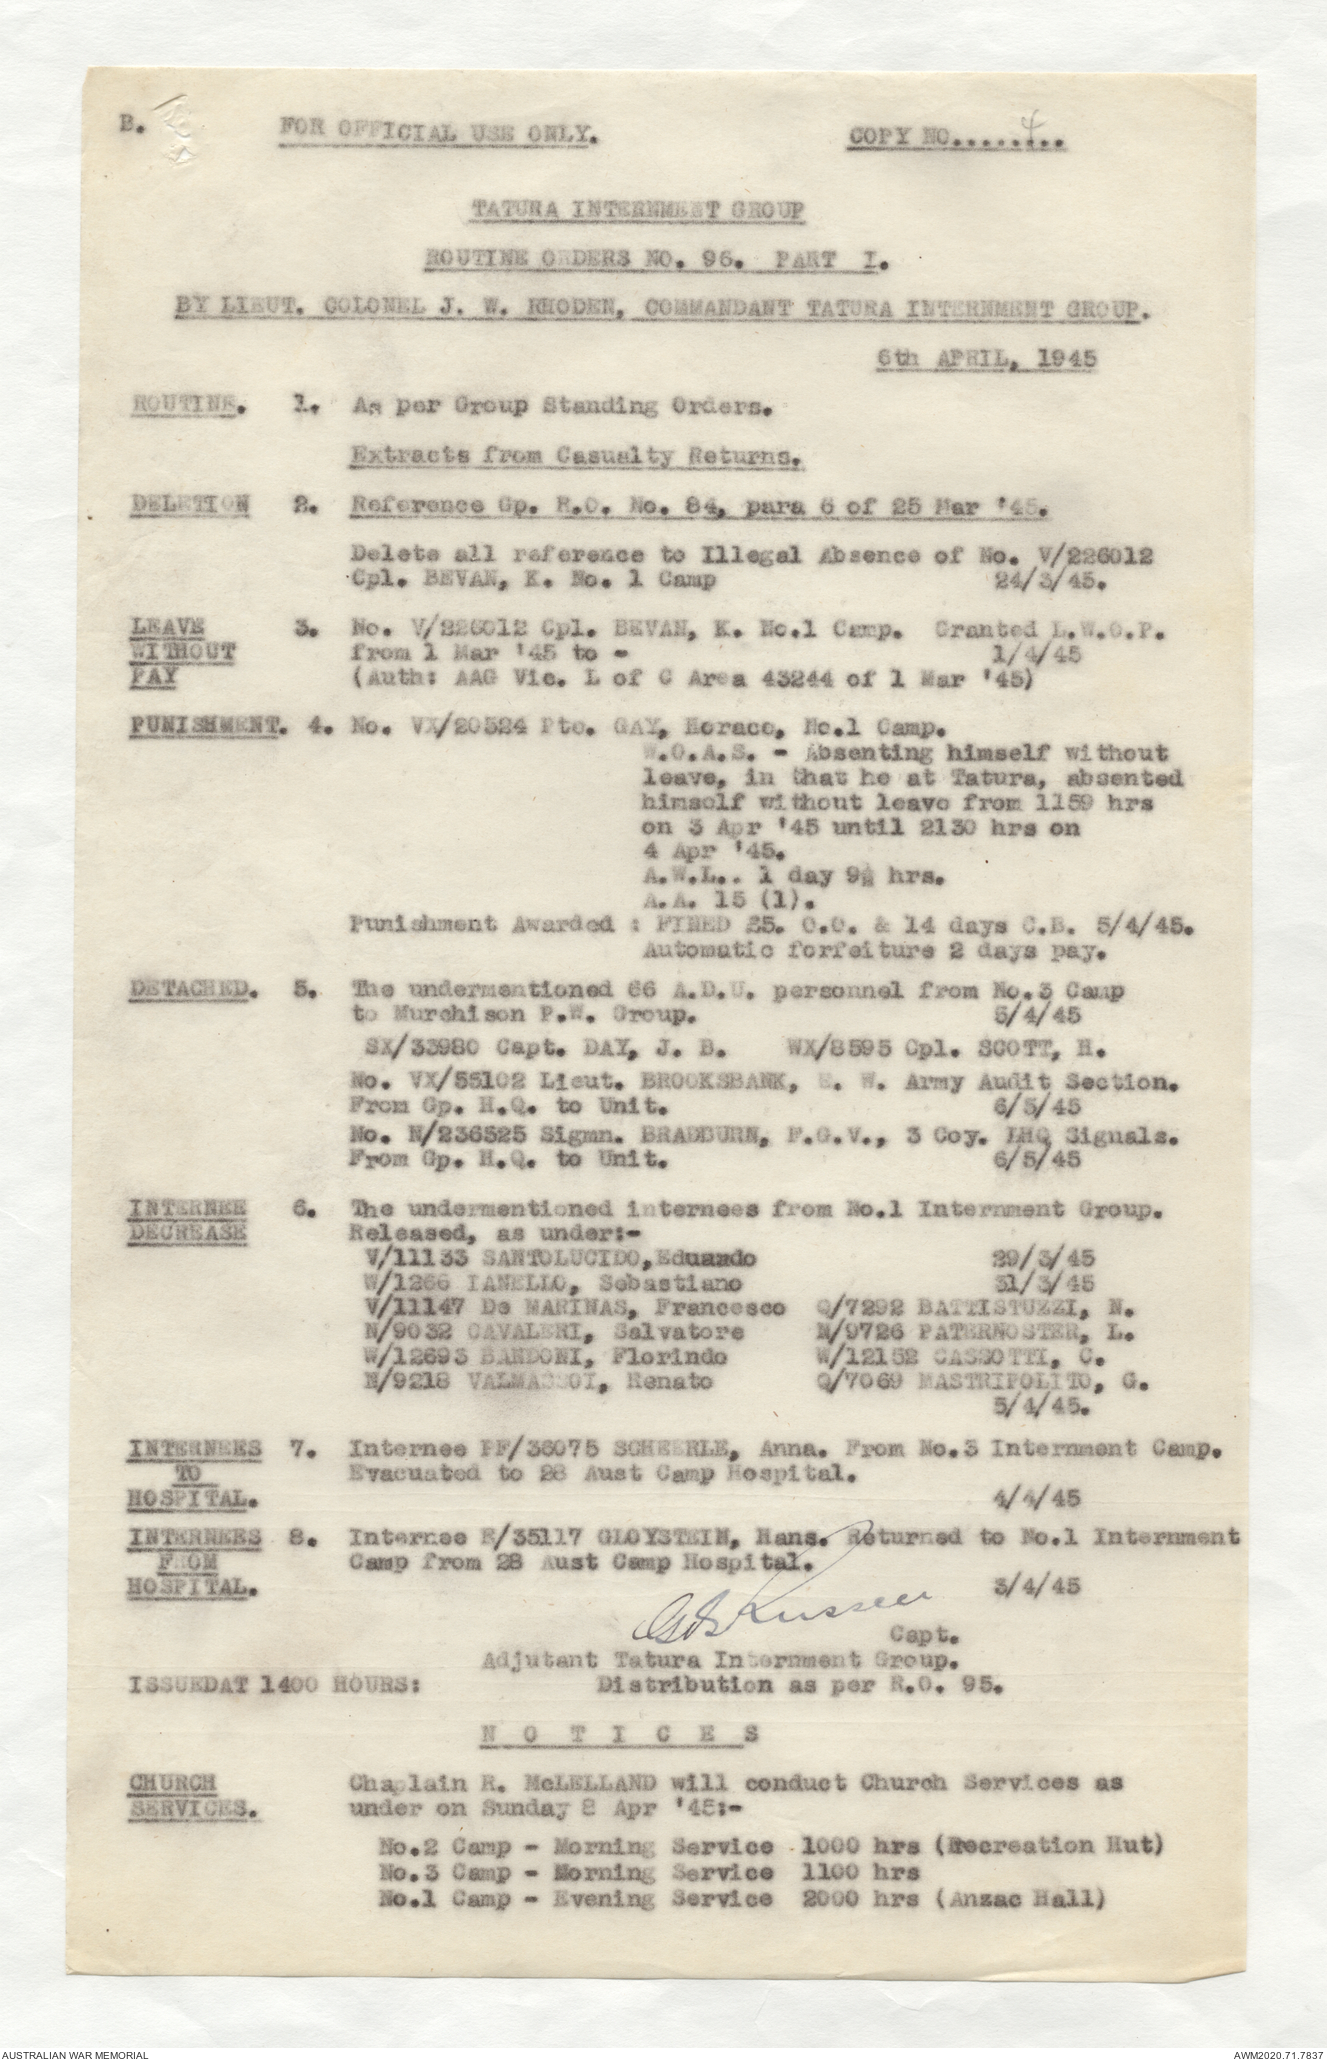 B. FOR OFFICIAL USE ONLY. COPY NO.....4..
TATURA INTERNMENT GROUP
ROUTINE ORDERS NO. 96. PART I.
BY LIEUT. COLONEL J. W. RHODEN, COMMANDANT TATURA INTERNMENT GROUP.
6th APRIL, 1945
ROUTINE. 1. As per Group Standing Orders.
Extracts from Casualty Returns.
DELETION 2. Reference Gp. R.O. No. 84, para 6 of 25 Mar '45.
Delete all reference to Illegal Absence of No. V/226012
Cpl. BEVAN, K. No. 1 Camp 24/3/45.
LEAVE 3. No. V/226012 Cpl. BEVAN, K. No.1 Camp. Granted L.W.O.P.
WITHOUT from 1 Mar '45 to - 1/4/45
PAY (Auth: AAG Vic. L of C Area 43244 of 1 Mar '45)
PUNISHMENT. 4. No. VX/20524 Pte. GAY, Horace, No.1 Camp.
W.O.A.S. - Absenting himself without
leave, in that he at Tatura, absented
himself without leave from 1159 hrs
on 3 Apr '45 until 2130 hrs on
4 Apr '45.
A.W.L.. 1 day 9½ hrs.
A.A. 15 (1).
Punishment Awarded : FINED £5. 0.0. & 14 days C.B. 5/4/45.
Automatic forfeiture 2 days pay.
DETACHED. 5. The undermentioned 66 A.D.U. personnel from No.3 Camp
to Murchison P.W. Group. 5/4/45
SX/33980 Capt. DAY, J. B. WX/8595 Cpl. SCOTT, H.
No. VX/55102 Lieut. BROOKSBANK, E. W. Army Audit Section.
From Gp. H.Q. to Unit. 6/5/45
No. N/236525 Sigmn. BRADBURN, F.G.V., 3 Coy. LHQ Signals.
From Gp. H.Q. to Unit. 6/5/45
INTERNEE 6. The undermentioned internees from No.1 Internment Group.
DECREASE Released, as under:-
V/11133 SANTOLUCIDO,Eduardo 29/3/45
W/1266 IANELLO, Sebastiano 31/3/45
V/11147 De MARINAS, Francesco Q/7292 BATTISTUZZI, N.
N/9032 CAVALERI, Salvatore N/9726 PATERNOSTER, L.
W/12693 BANDONI, Florindo W/12152 CASSOTTI, C.
N/9218 VALMASSOI, Renato Q/7069 MASTRIPOLITO, G.
5/4/45.
INTERNEES 7. Internee PF/36075 SCHEERLE, Anna. From No.3 Internment Camp.
TO Evacuated to 28 Aust Camp Hospital.
HOSPITAL. 4/4/45
INTERNEES 8. Internee R/35117 GLOYSTEIN, Hans. Returned to No.1 Internment
FROM Camp from 28 Aust Camp Hospital.
HOSPITAL. 3/4/45
Capt.
Adjutant Tatura Internment Group.
ISSUEDAT 1400 HOURS: Distribution as per R.O. 95.
N O T I C E S
CHURCH Chaplain R. McLELLAND will conduct Church Services as
SERVICES. under on Sunday 8 Apr '45:-
No.2 Camp - Morning Service 1000 hrs (Recreation Hut)
No.3 Camp - Morning Service 1100 hrs
No.1 Camp - Evening Service 2000 hrs (Anzac Hall)
AUSTRALIAN WAR MEMORIAL AWM2020.71.7837